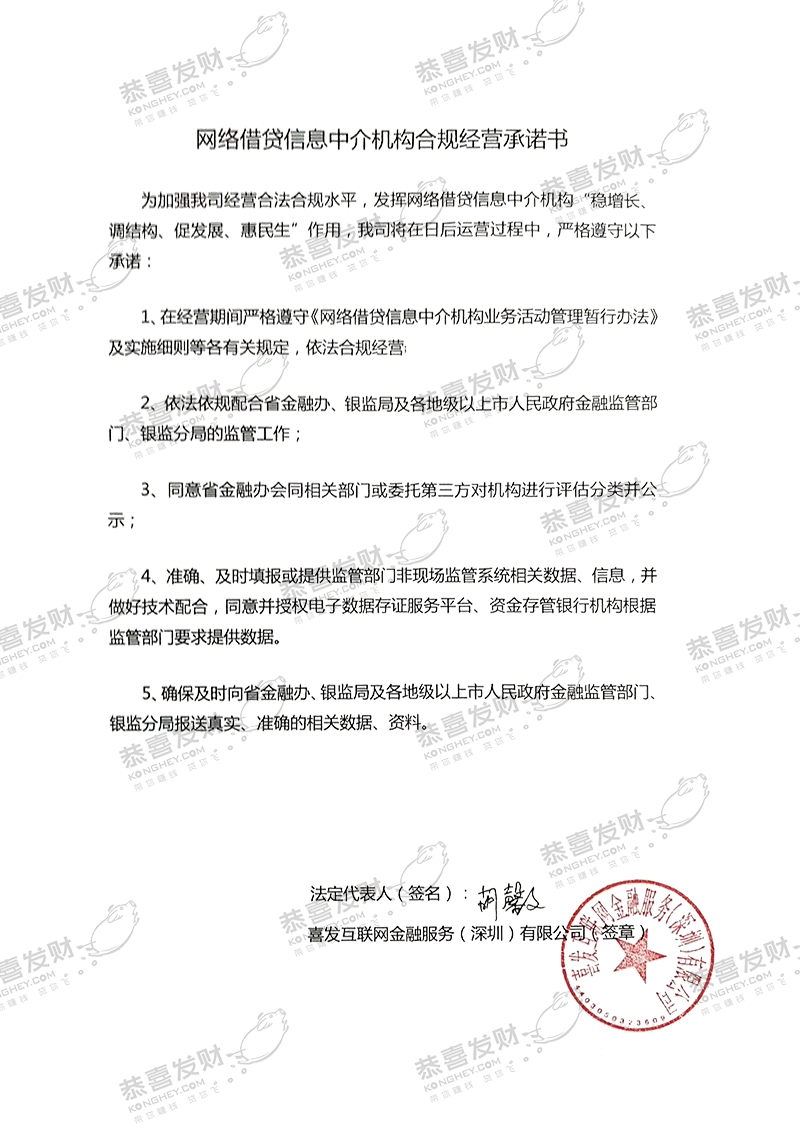 网络借贷信息中介机构合规经营承诺书
为加强我司经营合法合规水平，发挥网络借贷信息中介机构“稳增长、
调结构、促发展、惠民生”作用，我司将在日后运营过程中，严格遵守以下
承诺：
1、在经营期间严格遵守《网络借贷信息中介机构业务活动管理暂行办法》
及实施细则等各有关规定，依法合规经营;
2、依法依规配合省金融办、银监局及各地级以上市人民政府金融监管部
门、银监分局的监管工作；
3、同意省金融办会同相关部门或委托第三方对机构进行评估分类并公
示；
4、准确、及时填报或提供监管部门非现场监管系统相关数据、信息，并
做好技术配合，同意并授权电子数据存证服务平台、资金存管银行机构根据
监管部门要求提供数据。
5、确保及时向省金融办、银监局及各地级以上市人民政府金融监管部门、
银监分局报送真实、准确的相关数据、资料。
法定代表人（签名）：胡馨文
喜发互联网金融服务（深圳）有限公司（签章）
喜发互联网金融服务(深圳)有限公司
4403050323609
恭喜发财
KONGHEY.COM
带你赚钱 贷你飞